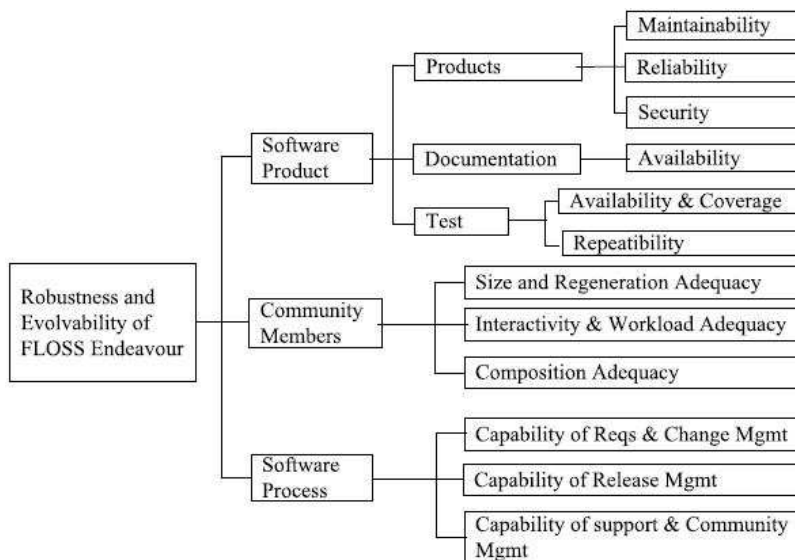 Maintainability
Products
Reliability
Security
Software
Product
Documentation
Availability
Availability & Coverage
Test
Repeatibility
Robustness and
Evolvability of
FLOSS Endeavour
Size and Regeneration Adequacy
Community
Members
Interactivity & Workload Adequacy
Composition Adequacy
Capability of Reqs & Change Mgmt
Software
Process
Capability of Release Mgmt
Capability of support & Community
Mgmt